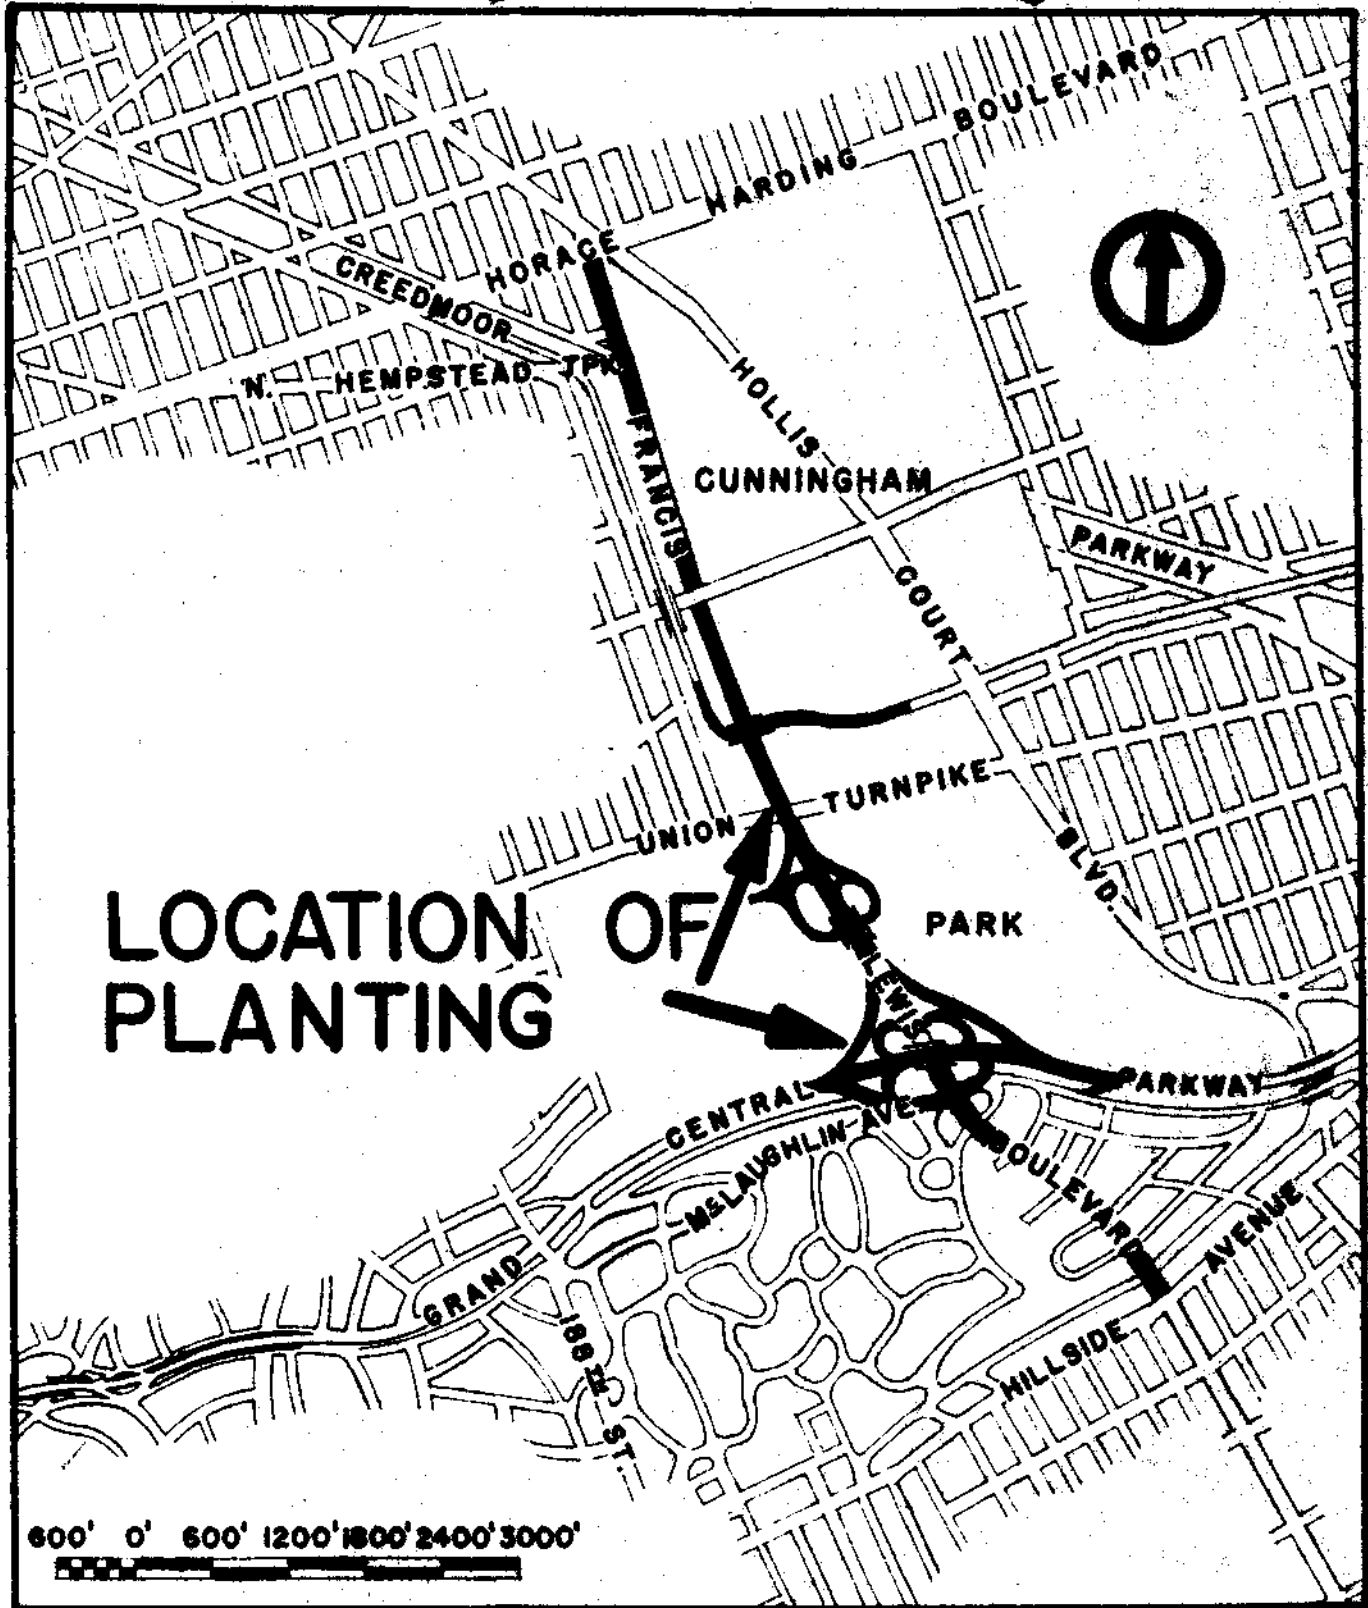 HORACE HARDING BOULEVARD
CREEDMOOR PARKWAY
N. HEMPSTEAD TPK.
FRANCIS LEWIS BOULEVARD
HOLLIS COURT BLVD.
CUNNINGHAM PARK
UNION TURNPIKE
LOCATION OF
PLANTING
GRAND CENTRAL PARKWAY
McLAUGHLIN AVE.
188TH ST.
HILLSIDE AVENUE
600' 0' 600' 1200' 1800' 2400' 3000'